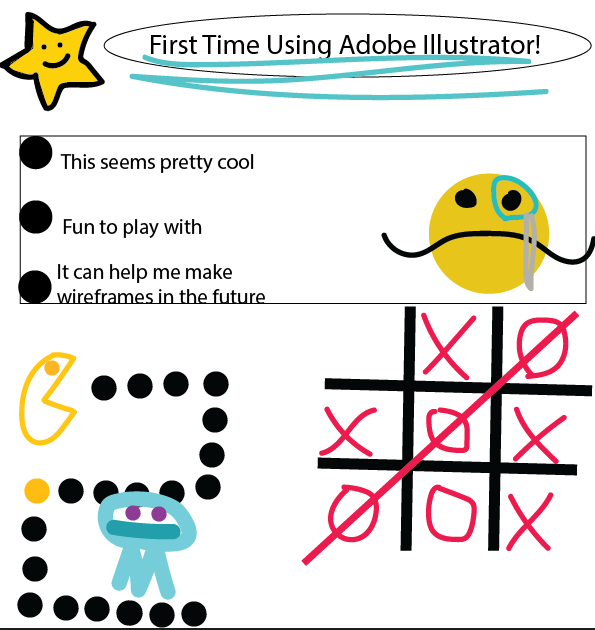 First Time Using Adobe Illustrator!
This seems pretty cool
Fun to play with
It can help me make
wireframes in the future
X O
X O X
O O X